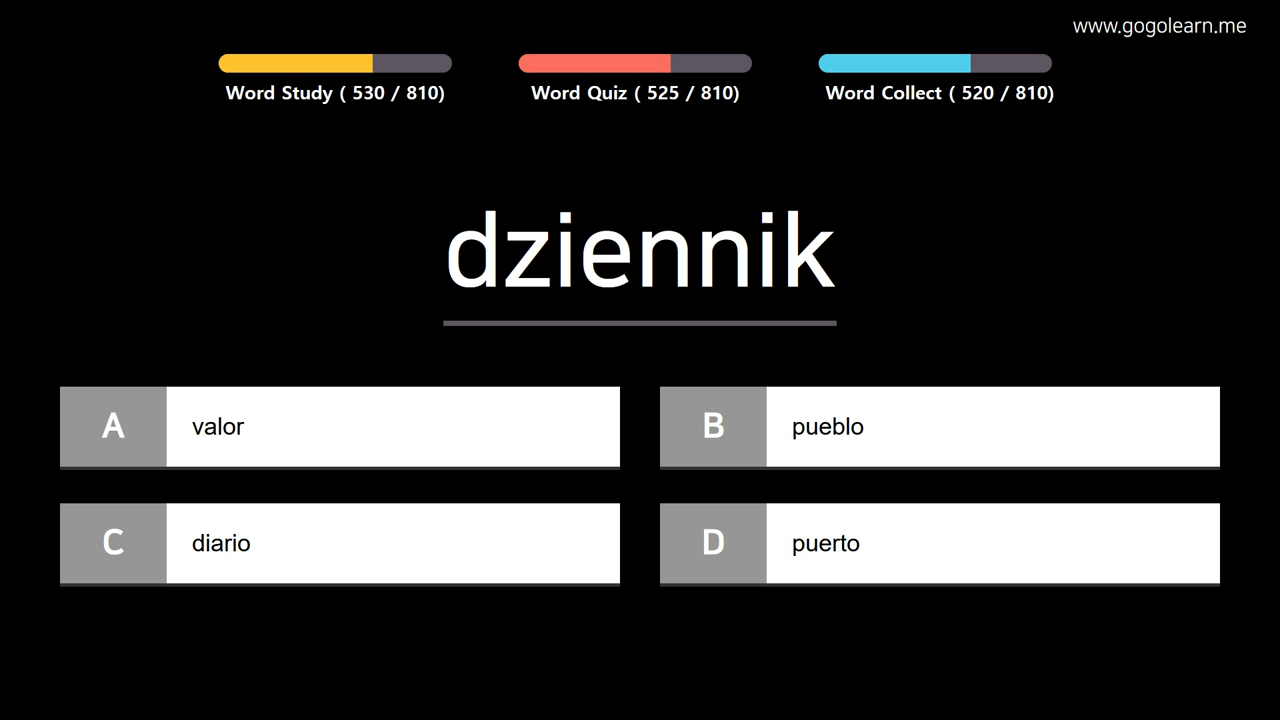 www.gogolearn.me
Word Study ( 530 / 810)
Word Quiz ( 525 / 810)
Word Collect ( 520 / 810)
dziennik
A valor
B pueblo
C diario
D puerto